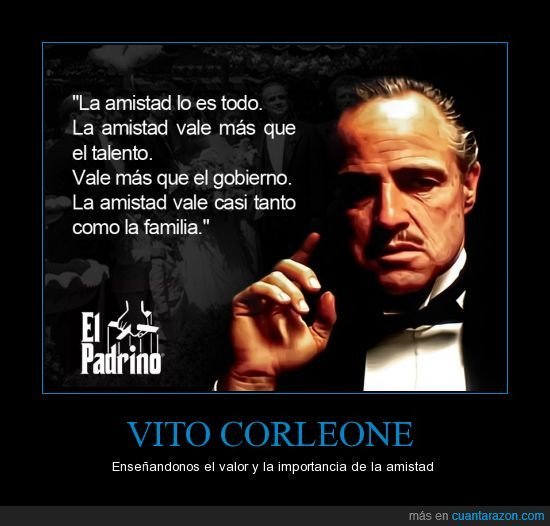 "La amistad lo es todo.
La amistad vale más que
el talento.
Vale más que el gobierno.
La amistad vale casi tanto
como la familia."
El
Padrino
VITO CORLEONE
Enseñandonos el valor y la importancia de la amistad
más en cuantarazon.com